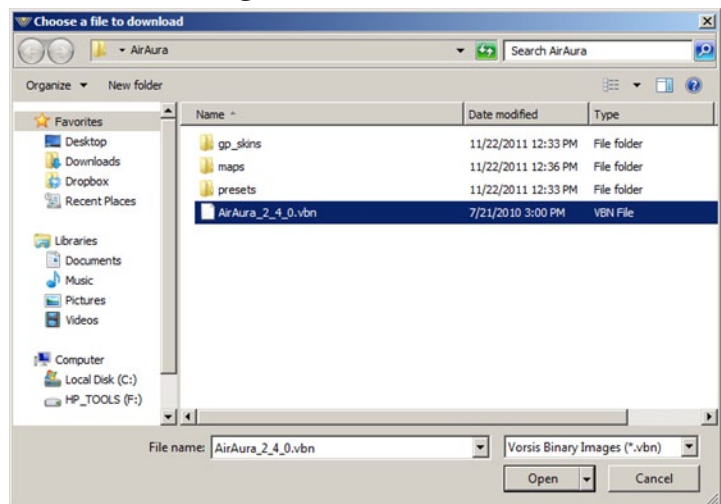 Choose a file to download
AirAura
Search AirAura
Organize New folder
Name Date modified Type
Favorites
Desktop
Downloads
Dropbox
Recent Places
Libraries
Documents
Music
Pictures
Videos
Computer
Local Disk (C:)
HP_TOOLS (F:)
gp_skins 11/22/2011 12:33 PM File folder
maps 11/22/2011 12:36 PM File folder
presets 11/22/2011 12:33 PM File folder
AirAura_2_4_0.vbn 7/21/2010 3:00 PM VBN File
File name: AirAura_2_4_0.vbn Vorsis Binary Images (*.vbn)
Open Cancel